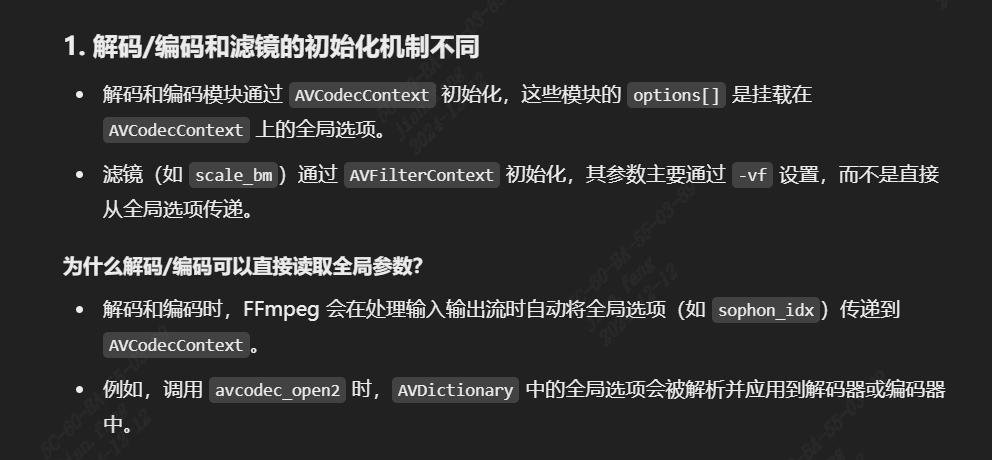 1. 解码/编码和滤镜的初始化机制不同
• 解码和编码模块通过 AVCodecContext 初始化，这些模块的 options[] 是挂载在
AVCodecContext 上的全局选项。
• 滤镜（如 scale_bm）通过 AVFilterContext 初始化，其参数主要通过 -vf 设置，而不是直接
从全局选项传递。
为什么解码/编码可以直接读取全局参数？
• 解码和编码时，FFmpeg 会在处理输入输出流时自动将全局选项（如 sophon_idx）传递到
AVCodecContext。
• 例如，调用 avcodec_open2 时，AVDictionary 中的全局选项会被解析并应用到解码器或编码器
中。